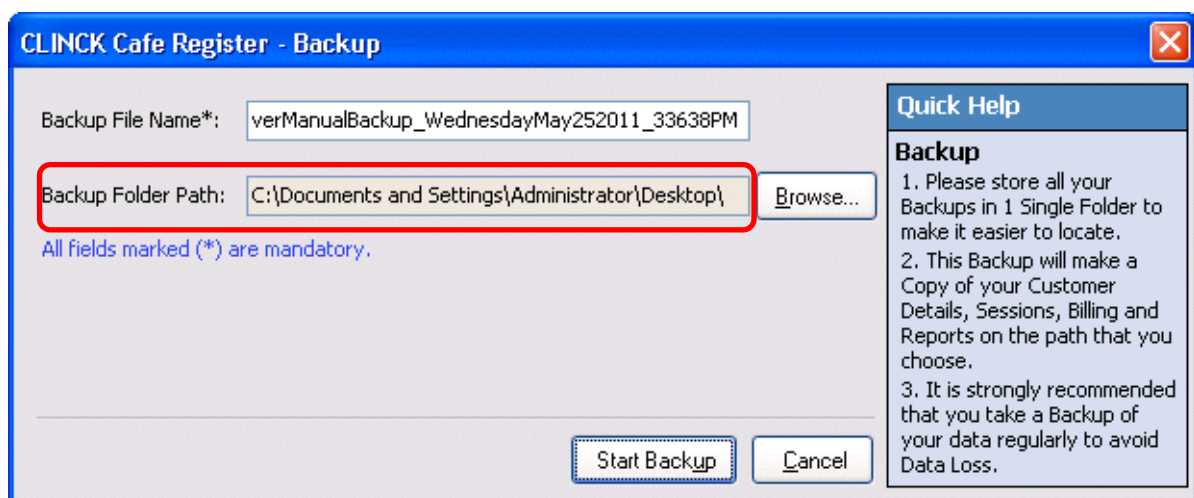 CLINCK Cafe Register - Backup
Backup File Name*: verManualBackup_WednesdayMay252011_33638PM
Backup Folder Path: C:\Documents and Settings\Administrator\Desktop\ Browse...
All fields marked (*) are mandatory.
Start Backup Cancel
Quick Help
Backup
1. Please store all your
Backups in 1 Single Folder to
make it easier to locate.
2. This Backup will make a
Copy of your Customer
Details, Sessions, Billing and
Reports on the path that you
choose.
3. It is strongly recommended
that you take a Backup of
your data regularly to avoid
Data Loss.